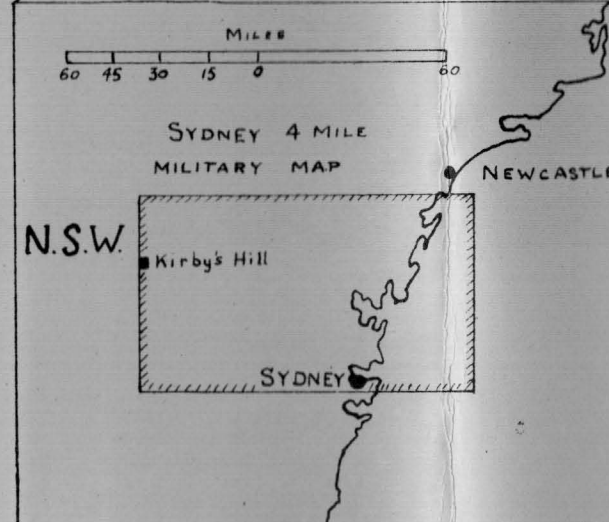 MILES
60 45 30 15 0 60
SYDNEY 4 MILE
MILITARY MAP
NEWCASTLE
N.S.W.
Kirby's Hill
SYDNEY